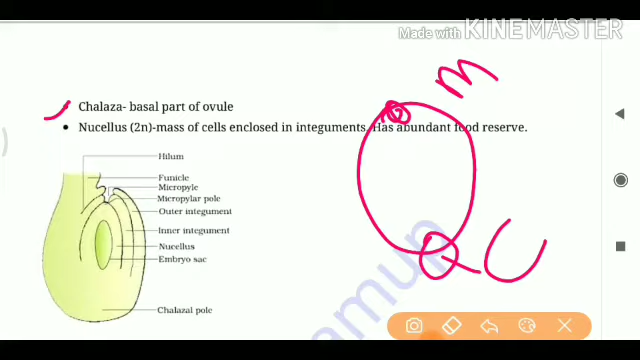 Made with KINEMASTER
M
Chalaza- basal part of ovule
• Nucellus (2n)-mass of cells enclosed in integuments. Has abundant food reserve.
Hilum
Funicle
Micropyle
Micropylar pole
Outer integument
Inner integument
Nucellus
Embryo sac
Chalazal pole
C